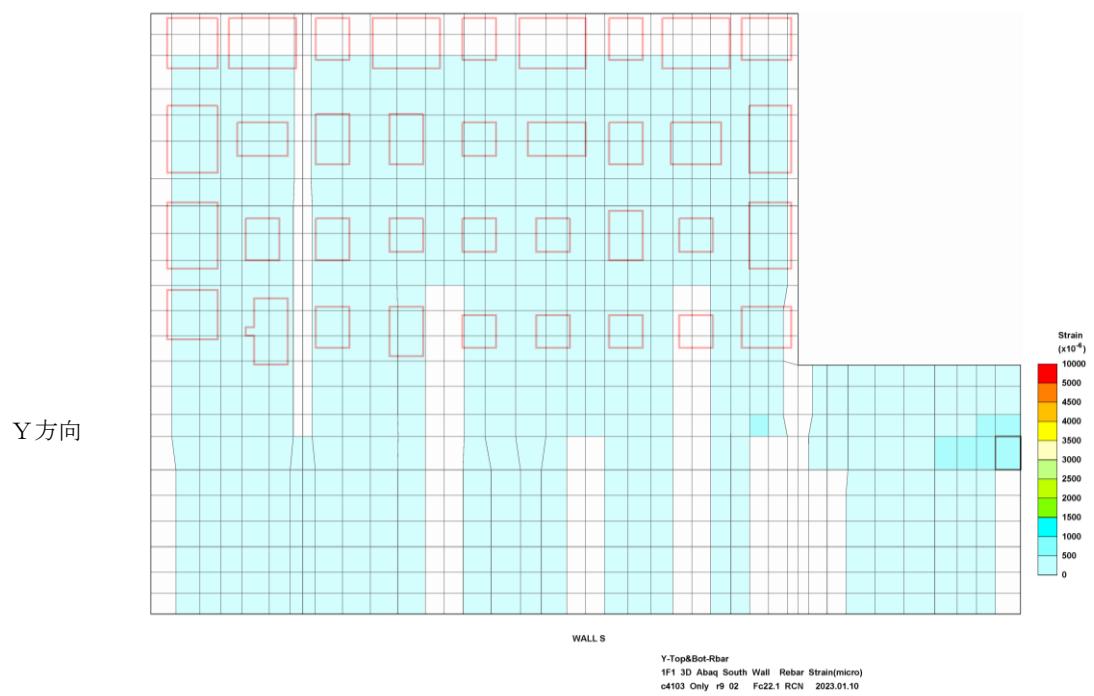 Strain
(x10⁻⁶)
10000
5000
4500
4000
3500
3000
2500
2000
1500
1000
500
0
Y方向
WALL S
Y-Top&Bot-Rbar
1F1 3D Abaq South Wall Rebar Strain(micro)
c4103 Only r9 02 Fc22.1 RCN 2023.01.10